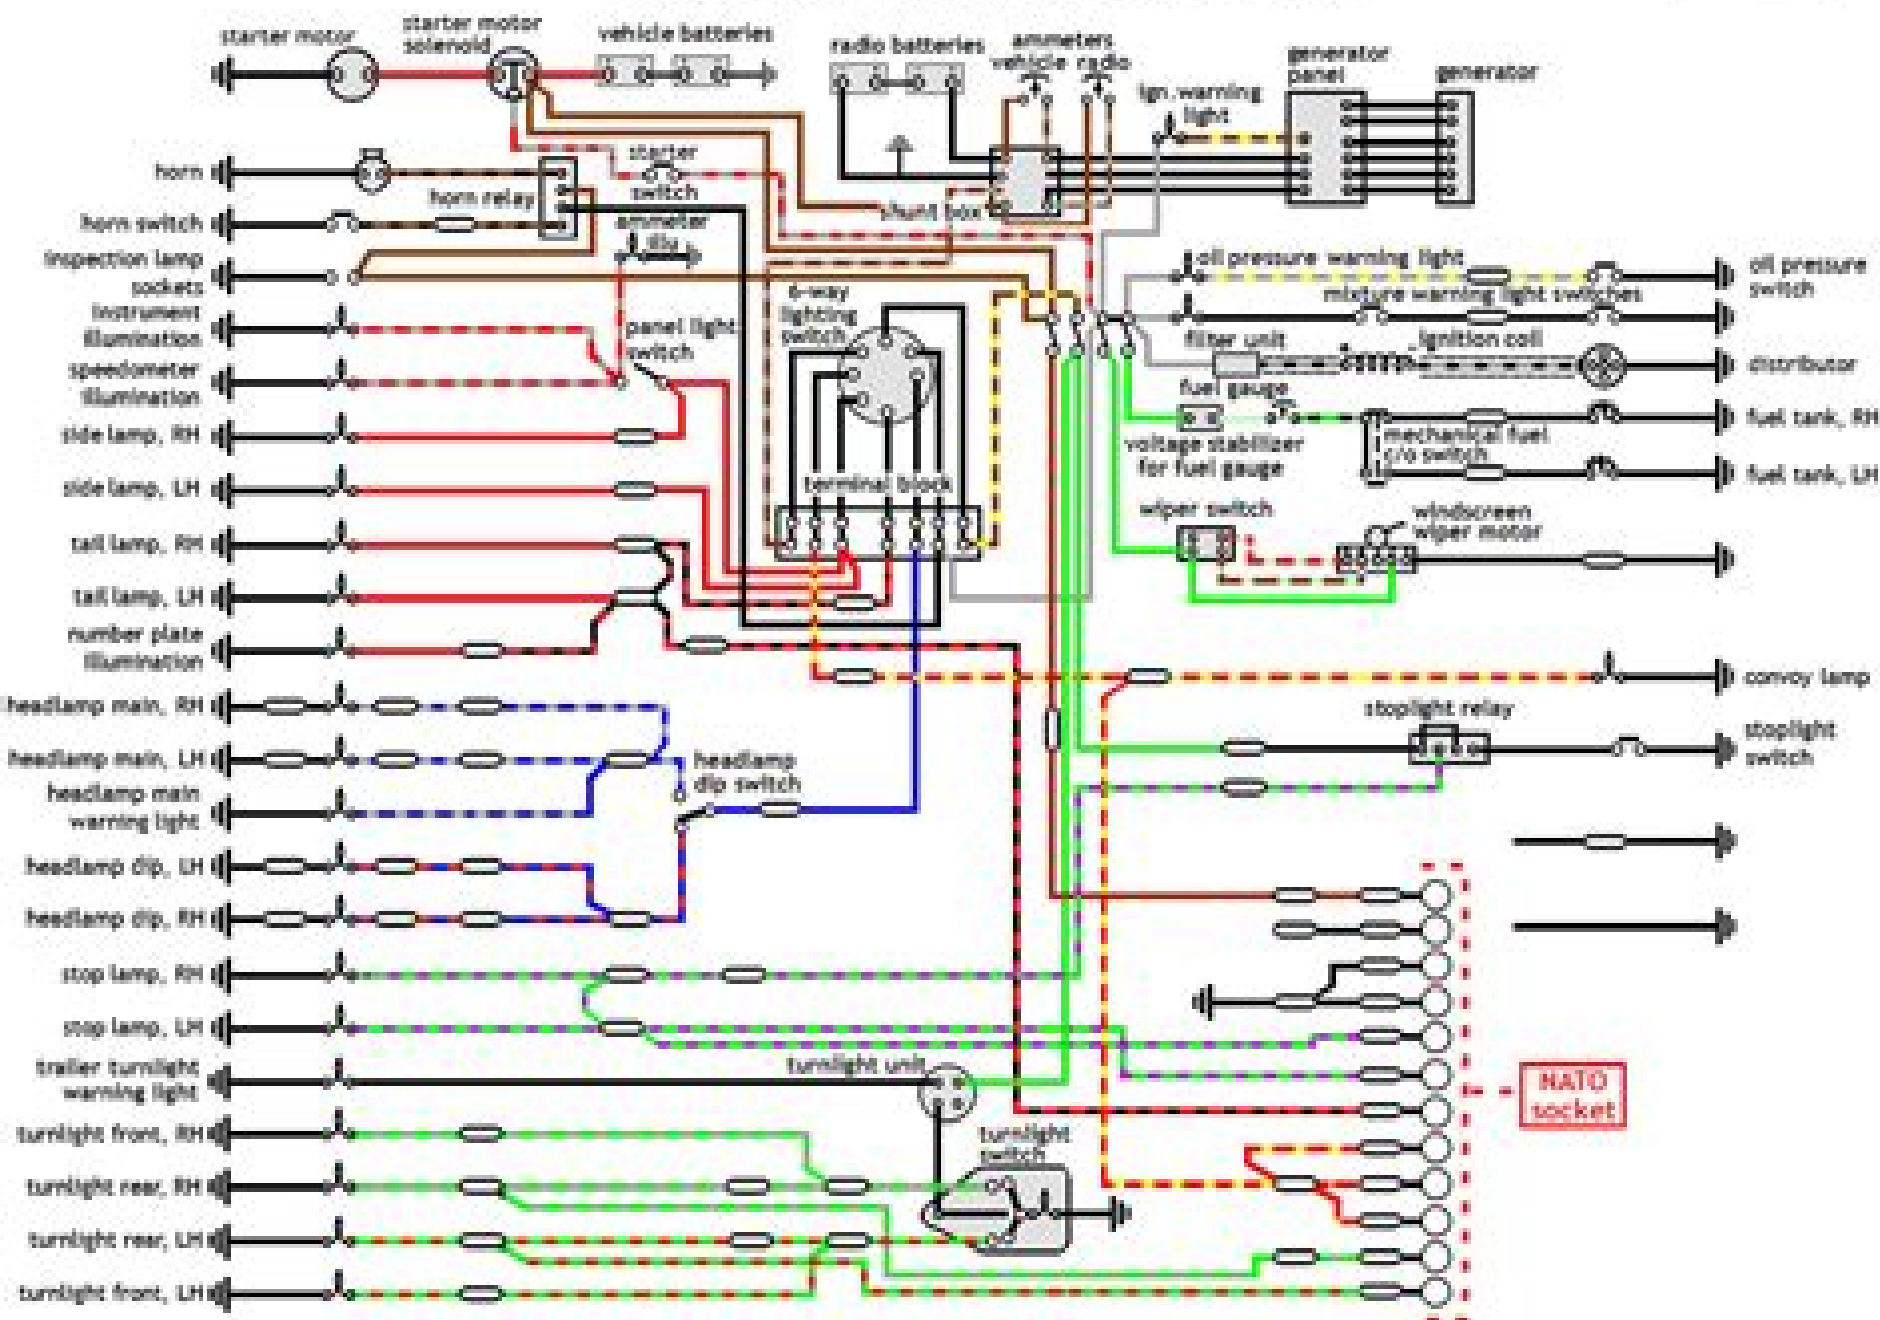 starter motor
starter motor
solenoid
vehicle batteries
radio batteries
ammeters
vehicle radio
ign.warning
light
generator
panel
generator
horn
horn relay
starter
switch
horn switch
ammeter
illu
shunt box
inspection lamp
sockets
oil pressure warning light
oil pressure
switch
mixture warning light switches
instrument
illumination
panel light
switch
6-way
lighting
switch
filter unit
ignition coil
distributor
speedometer
illumination
fuel gauge
fuel tank, RH
side lamp, RH
voltage stabilizer
for fuel gauge
mechanical fuel
c/o switch
fuel tank, LH
side lamp, LH
terminal block
wiper switch
windscreen
wiper motor
tail lamp, RH
tail lamp, LH
number plate
illumination
convoy lamp
headlamp main, RH
stoplight relay
stoplight
switch
headlamp main, LH
headlamp
dip switch
headlamp main
warning light
headlamp dip, LH
headlamp dip, RH
stop lamp, RH
stop lamp, LH
trailer turnlight
warning light
turnlight unit
NATO
socket
turnlight front, RH
turnlight
switch
turnlight rear, RH
turnlight rear, LH
turnlight front, LH